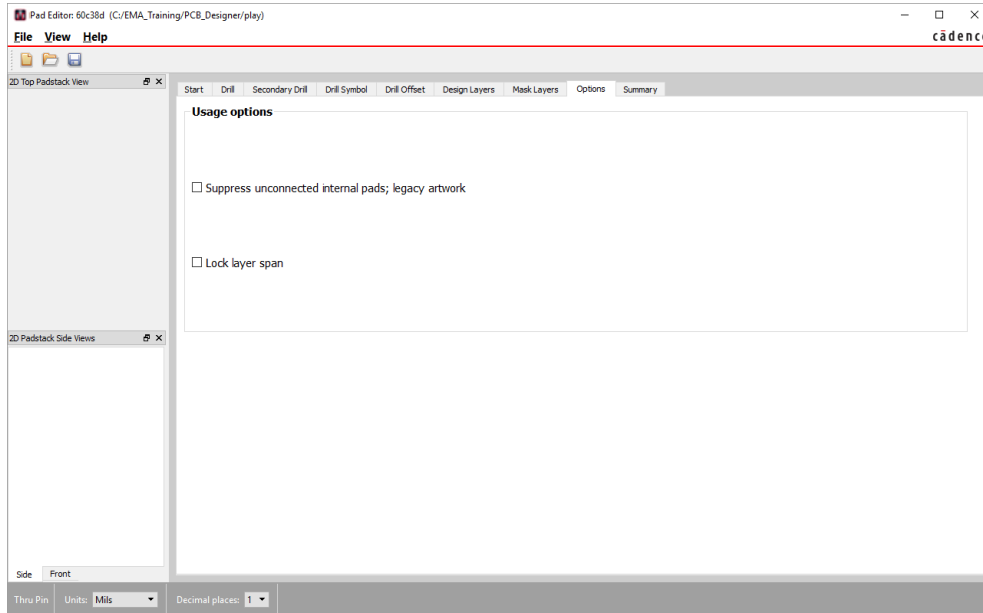 Pad Editor: 60c38d (C:/EMA_Training/PCB_Designer/play)
File View Help
cādence
2D Top Padstack View
Start Drill Secondary Drill Drill Symbol Drill Offset Design Layers Mask Layers Options Summary
Usage options
Suppress unconnected internal pads; legacy artwork
Lock layer span
2D Padstack Side Views
Side Front
Thru Pin Units: Mils Decimal places: 1